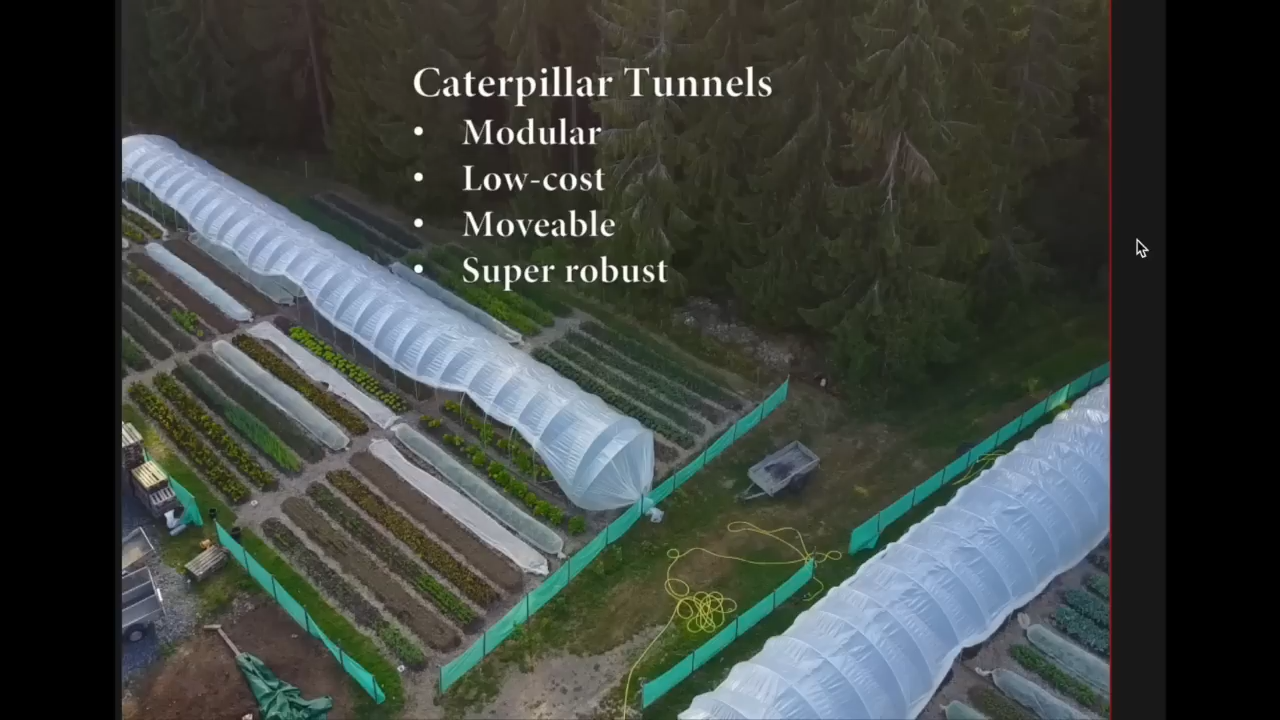 Caterpillar Tunnels
• Modular
• Low-cost
• Moveable
• Super robust